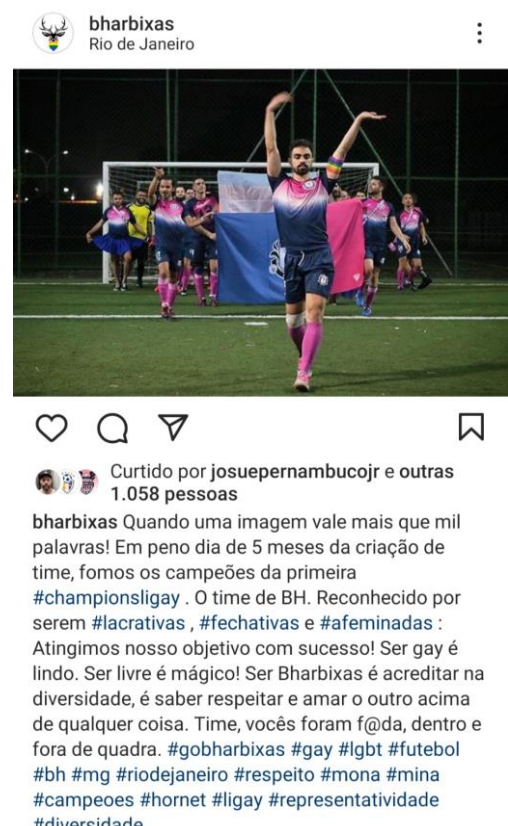 bharbixas
Rio de Janeiro
Curtido por josuepernambucojr e outras
1.058 pessoas
bharbixas Quando uma imagem vale mais que mil
palavras! Em peno dia de 5 meses da criação de
time, fomos os campeões da primeira
#championsligay . O time de BH. Reconhecido por
serem #lacrativas , #fechativas e #afeminadas :
Atingimos nosso objetivo com sucesso! Ser gay é
lindo. Ser livre é mágico! Ser Bharbixas é acreditar na
diversidade, é saber respeitar e amar o outro acima
de qualquer coisa. Time, vocês foram f@da, dentro e
fora de quadra. #gobharbixas #gay #lgbt #futebol
#bh #mg #riodejaneiro #respeito #mona #mina
#campeoes #hornet #ligay #representatividade
#diversidade